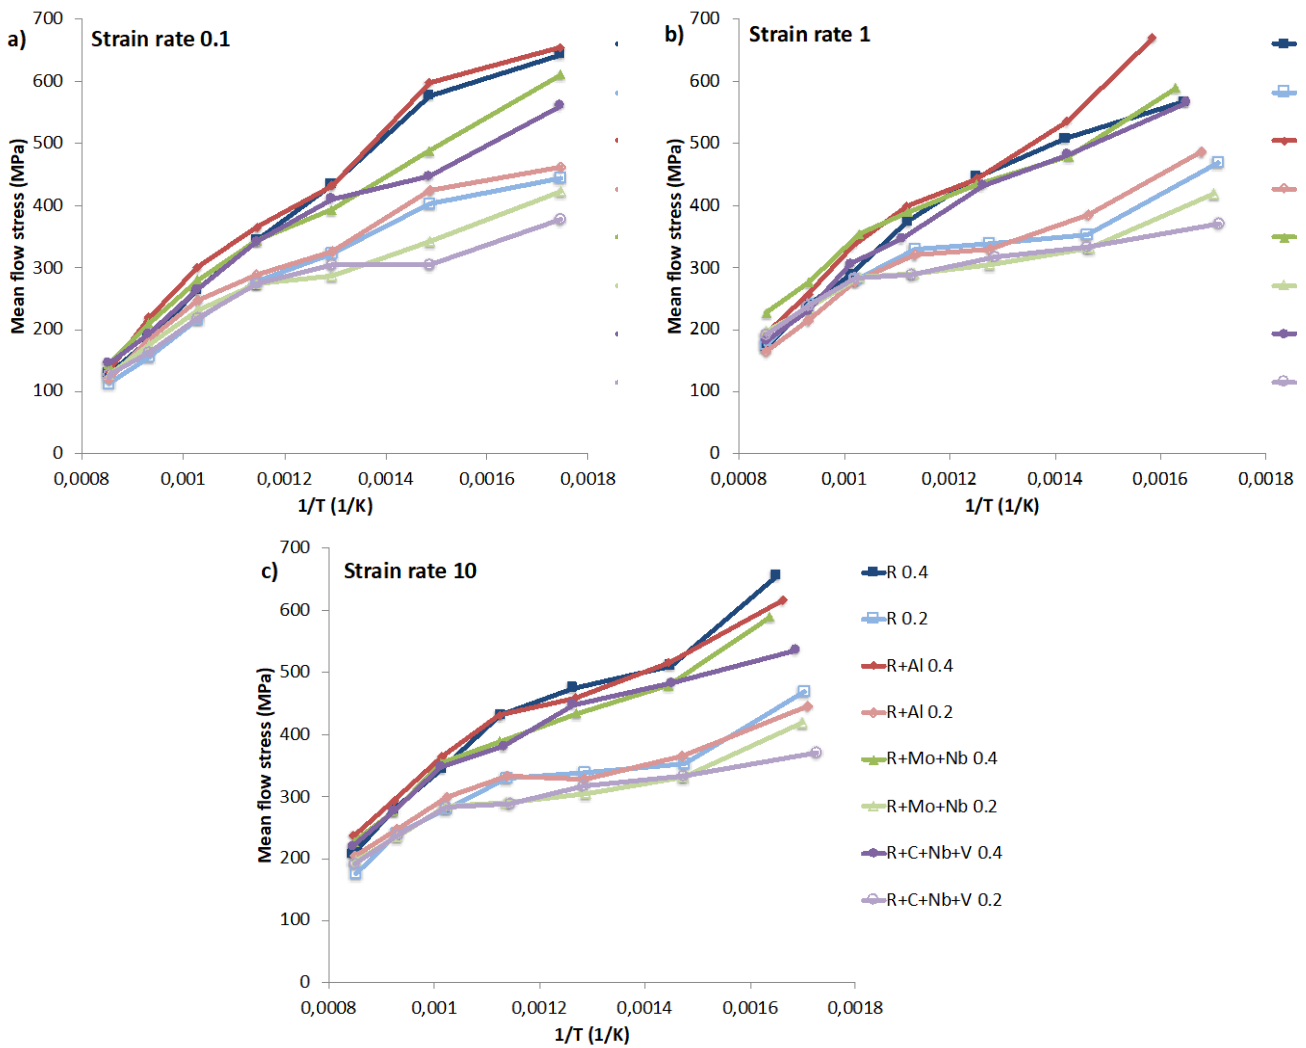 a) Strain rate 0.1
Mean flow stress (MPa)
700
600
500
400
300
200
100
0
0,0008 0,001 0,0012 0,0014 0,0016 0,0018
1/T (1/K)
b) Strain rate 1
Mean flow stress (MPa)
700
600
500
400
300
200
100
0
0,0008 0,001 0,0012 0,0014 0,0016 0,0018
1/T (1/K)
c) Strain rate 10
Mean flow stress (MPa)
700
600
500
400
300
200
100
0
0,0008 0,001 0,0012 0,0014 0,0016 0,0018
1/T (1/K)
R 0.4
R 0.2
R+Al 0.4
R+Al 0.2
R+Mo+Nb 0.4
R+Mo+Nb 0.2
R+C+Nb+V 0.4
R+C+Nb+V 0.2